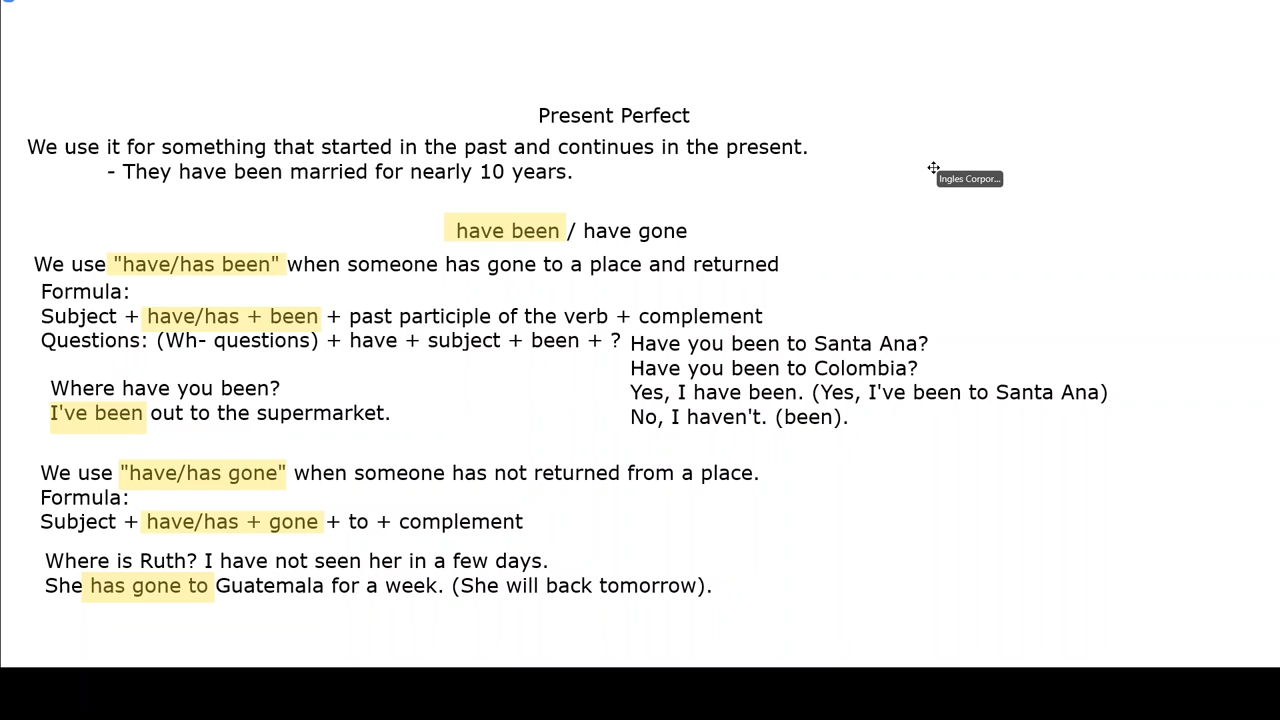 Present Perfect
We use it for something that started in the past and continues in the present.
- They have been married for nearly 10 years.
Ingles Corpor...
have been / have gone
We use "have/has been" when someone has gone to a place and returned
Formula:
Subject + have/has + been + past participle of the verb + complement
Questions: (Wh- questions) + have + subject + been + ?
Have you been to Santa Ana?
Have you been to Colombia?
Yes, I have been. (Yes, I've been to Santa Ana)
No, I haven't. (been).
Where have you been?
I've been out to the supermarket.
We use "have/has gone" when someone has not returned from a place.
Formula:
Subject + have/has + gone + to + complement
Where is Ruth? I have not seen her in a few days.
She has gone to Guatemala for a week. (She will back tomorrow).